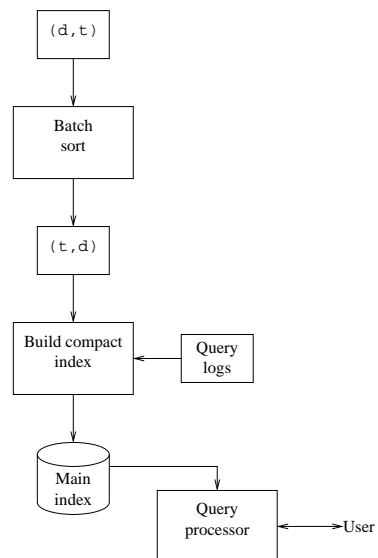 (d,t)
Batch
sort
(t,d)
Build compact
index
Query
logs
Main
index
Query
processor
User